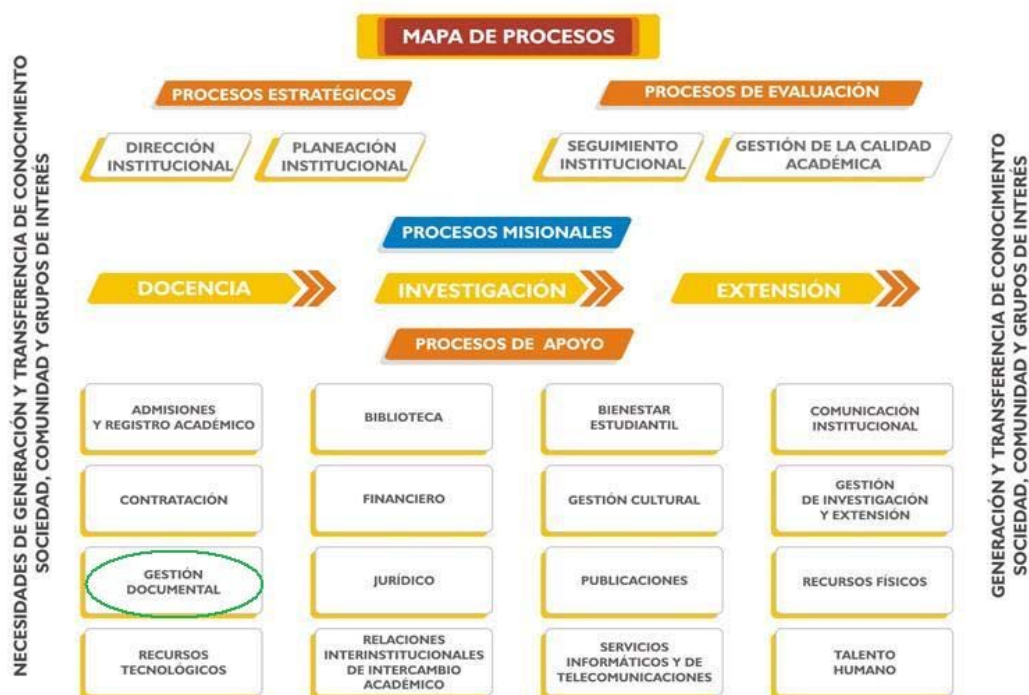 MAPA DE PROCESOS
NECESIDADES DE GENERACIÓN Y TRANSFERENCIA DE CONOCIMIENTO
SOCIEDAD, COMUNIDAD Y GRUPOS DE INTERÉS
PROCESOS ESTRATÉGICOS
DIRECCIÓN
INSTITUCIONAL
PLANEACIÓN
INSTITUCIONAL
PROCESOS DE EVALUACIÓN
SEGUIMIENTO
INSTITUCIONAL
GESTIÓN DE LA CALIDAD
ACADÉMICA
PROCESOS MISIONALES
DOCENCIA
INVESTIGACIÓN
EXTENSIÓN
PROCESOS DE APOYO
ADMISIONES
Y REGISTRO ACADÉMICO
BIBLIOTECA
BIENESTAR
ESTUDIANTIL
COMUNICACIÓN
INSTITUCIONAL
CONTRATACIÓN
FINANCIERO
GESTIÓN CULTURAL
GESTIÓN
DE INVESTIGACIÓN
Y EXTENSIÓN
GESTIÓN
DOCUMENTAL
JURÍDICO
PUBLICACIONES
RECURSOS FÍSICOS
RECURSOS
TECNOLÓGICOS
RELACIONES
INTERINSTITUCIONALES
DE INTERCAMBIO
ACADÉMICO
SERVICIOS
INFORMÁTICOS Y DE
TELECOMUNICACIONES
TALENTO
HUMANO
GENERACIÓN Y TRANSFERENCIA DE CONOCIMIENTO
SOCIEDAD, COMUNIDAD Y GRUPOS DE INTERÉS